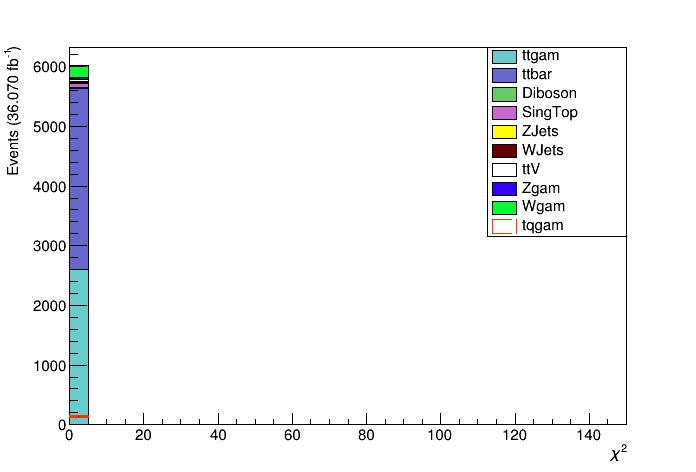 Events (36.070 fb⁻¹)
6000
5000
4000
3000
2000
1000
0
0 20 40 60 80 100 120 140
χ²
ttgam
ttbar
Diboson
SingTop
ZJets
WJets
ttV
Zgam
Wgam
tqgam